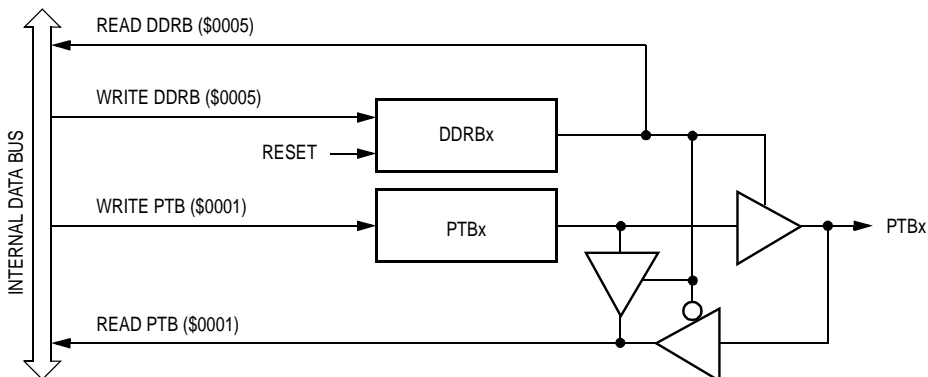 READ DDRB ($0005)
WRITE DDRB ($0005)
DDRBx
RESET
INTERNAL DATA BUS
WRITE PTB ($0001)
PTBx
PTBx
READ PTB ($0001)